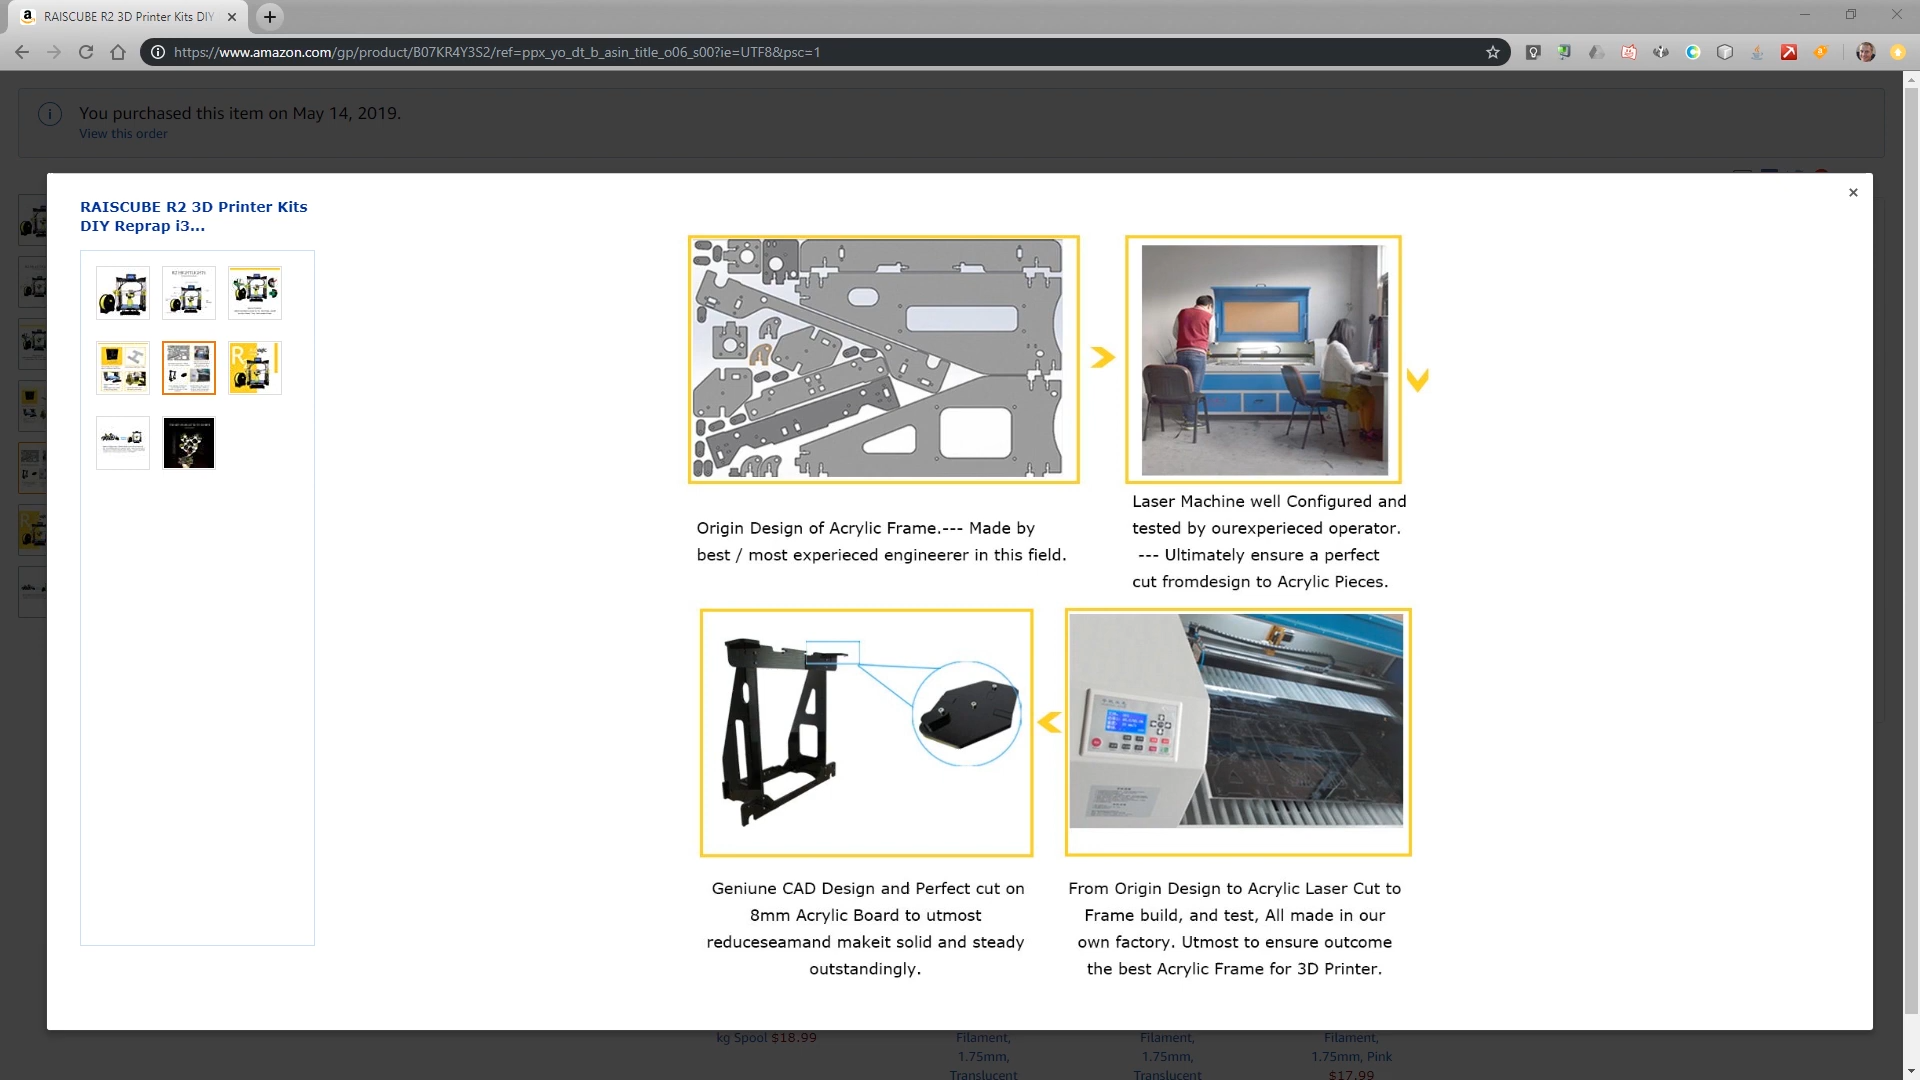 RAISCUBE R2 3D Printer Kits DIY
https://www.amazon.com/gp/product/B07KR4Y3S2/ref=ppx_yo_dt_b_asin_title_o06_s00?ie=UTF8&psc=1
You purchased this item on May 14, 2019.
View this order
RAISCUBE R2 3D Printer Kits
DIY Reprap i3...
Origin Design of Acrylic Frame.--- Made by
best / most experieced engineerer in this field.
Laser Machine well Configured and
tested by ourexperieced operator.
--- Ultimately ensure a perfect
cut fromdesign to Acrylic Pieces.
Geniune CAD Design and Perfect cut on
8mm Acrylic Board to utmost
reduceseamand makeit solid and steady
outstandingly.
From Origin Design to Acrylic Laser Cut to
Frame build, and test, All made in our
own factory. Utmost to ensure outcome
the best Acrylic Frame for 3D Printer.
kg Spool $18.99
Filament,
1.75mm,
Translucent
Filament,
1.75mm,
Translucent
Filament,
1.75mm, Pink
$17.99